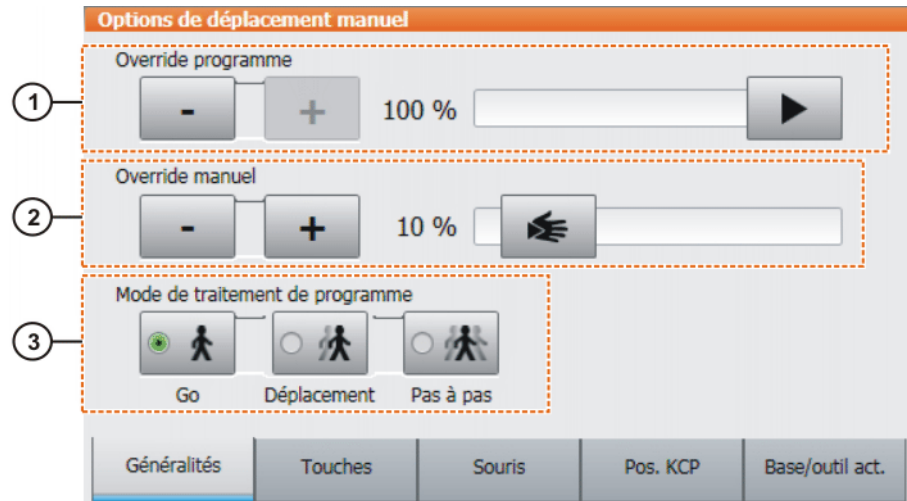 Options de déplacement manuel
Override programme
1
- + 100 %
Override manuel
2
- + 10 %
Mode de traitement de programme
3
Go Déplacement Pas à pas
Généralités Touches Souris Pos. KCP Base/outil act.